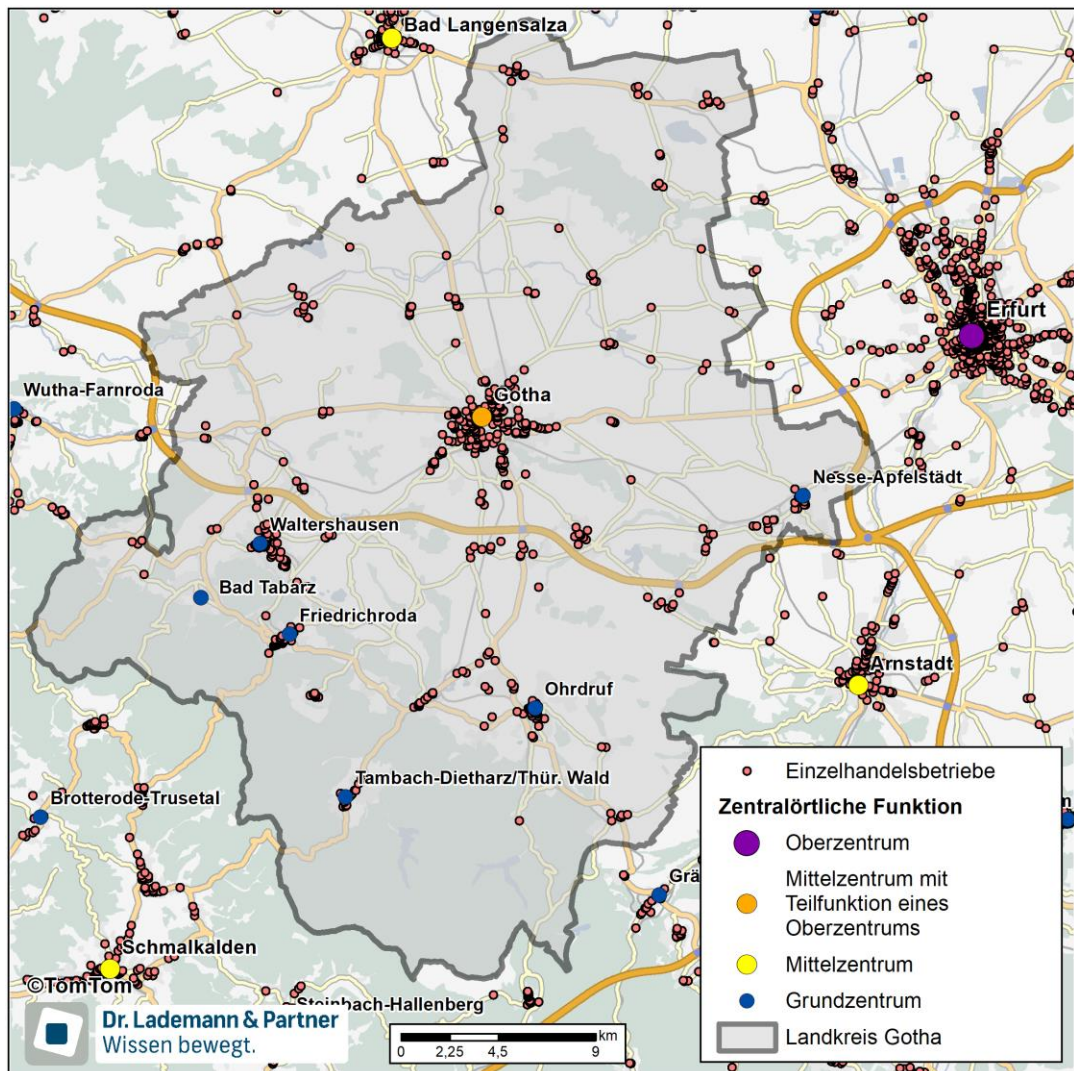 Bad Langensalza
Erfurt
Wutha-Farnroda
Gotha
Nesse-Apfelstädt
Waltershausen
Bad Tabarz
Friedrichroda
Arnstadt
Ohrdruf
Tambach-Dietharz/Thür. Wald
Brotterode-Trusetal
Grä
Schmalkalden
©TomTom
Steinbach-Hallenberg
Einzelhandelsbetriebe
Zentralörtliche Funktion
Oberzentrum
Mittelzentrum mit
Teilfunktion eines
Oberzentrums
Mittelzentrum
Grundzentrum
Landkreis Gotha
Dr. Lademann & Partner
Wissen bewegt.
km
0 2,25 4,5 9